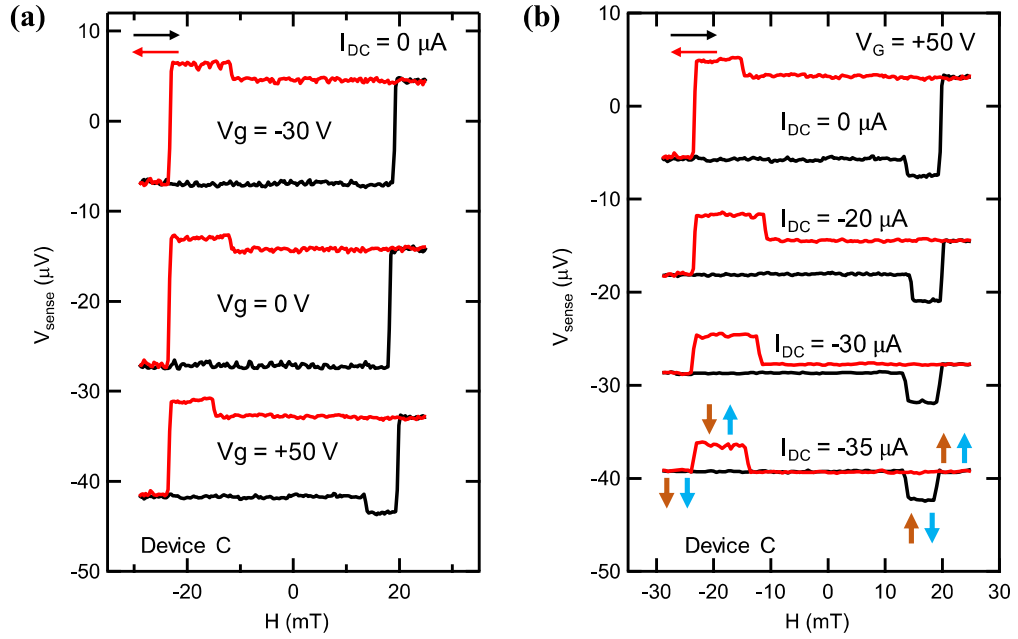 (a)
I_DC = 0 μA
Vg = -30 V
Vg = 0 V
Vg = +50 V
Device C
10
0
-10
-20
-30
-40
-50
V_sense (μV)
-20
0
20
H (mT)
(b)
V_G = +50 V
I_DC = 0 μA
I_DC = -20 μA
I_DC = -30 μA
I_DC = -35 μA
Device C
10
0
-10
-20
-30
-40
-50
V_sense (μV)
-30
-20
-10
0
10
20
30
H (mT)